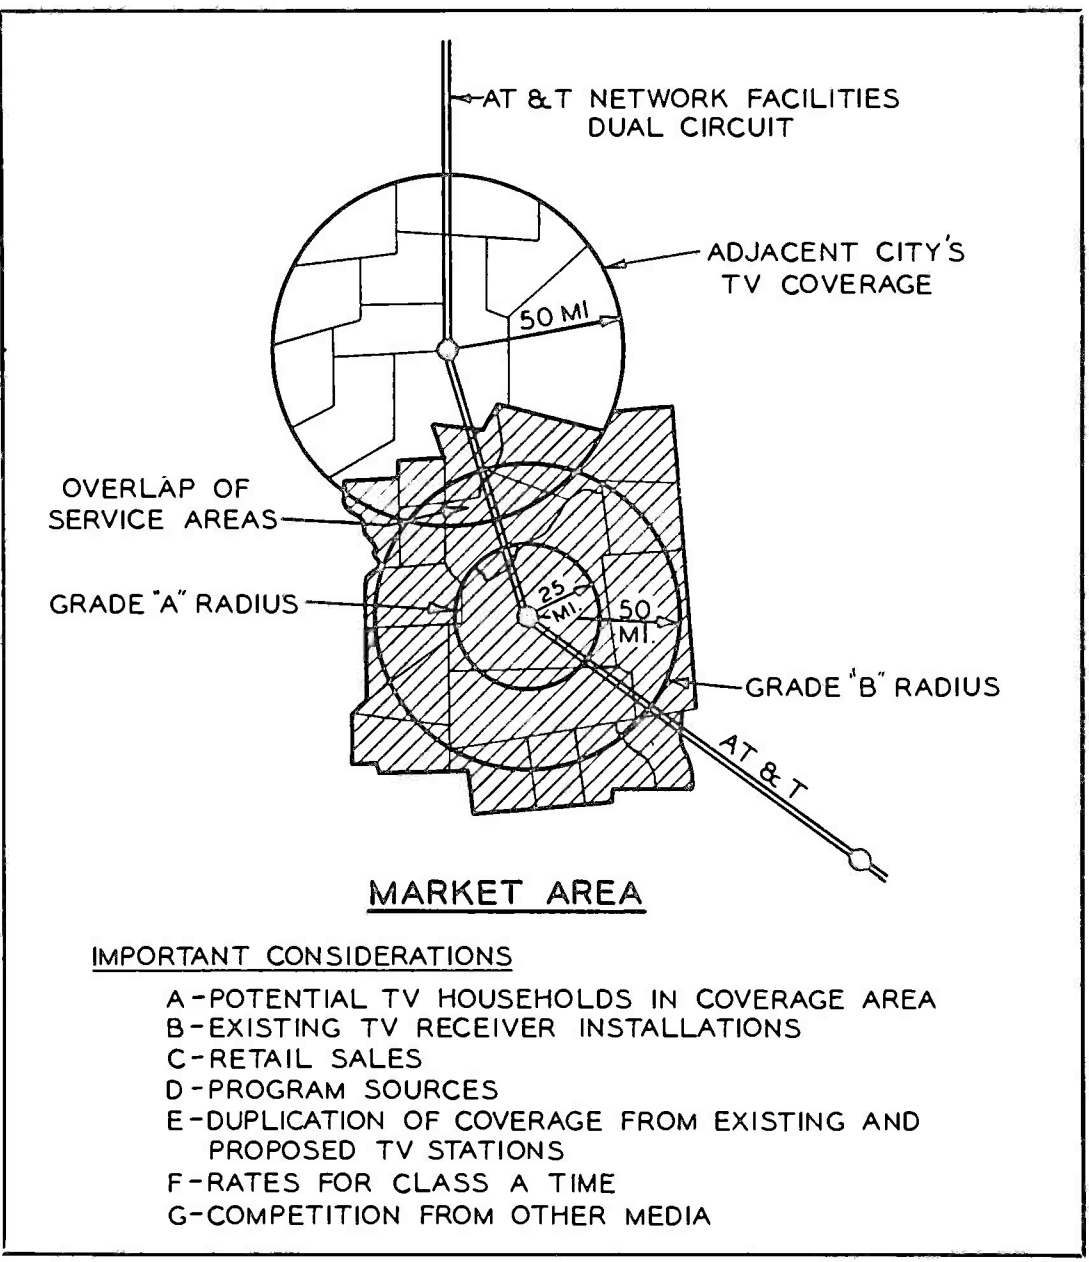 AT & T NETWORK FACILITIES
DUAL CIRCUIT
ADJACENT CITY'S
TV COVERAGE
50 MI
OVERLAP OF
SERVICE AREAS
GRADE "A" RADIUS
25
MI.
50
MI.
GRADE "B" RADIUS
AT & T
MARKET AREA
IMPORTANT CONSIDERATIONS
A-POTENTIAL TV HOUSEHOLDS IN COVERAGE AREA
B-EXISTING TV RECEIVER INSTALLATIONS
C-RETAIL SALES
D-PROGRAM SOURCES
E-DUPLICATION OF COVERAGE FROM EXISTING AND
PROPOSED TV STATIONS
F-RATES FOR CLASS A TIME
G-COMPETITION FROM OTHER MEDIA